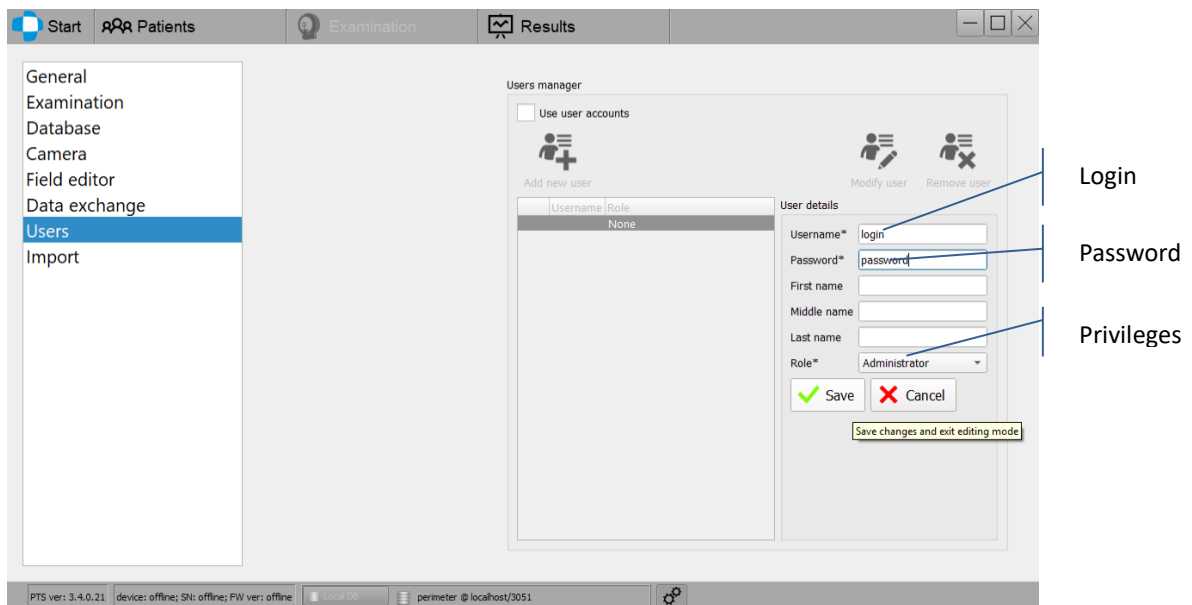 Start
Patients
Examination
Results
General
Examination
Database
Camera
Field editor
Data exchange
Users
Import
Users manager
Use user accounts
Add new user
Modify user
Remove user
Username Role
None
User details
Username* login
Password* password
First name
Middle name
Last name
Role* Administrator
Save
Cancel
Save changes and exit editing mode
Login
Password
Privileges
PTS ver: 3.4.0.21
device: offline; SN: offline; FW ver: offline
Local DB
perimeter @ localhost/3051